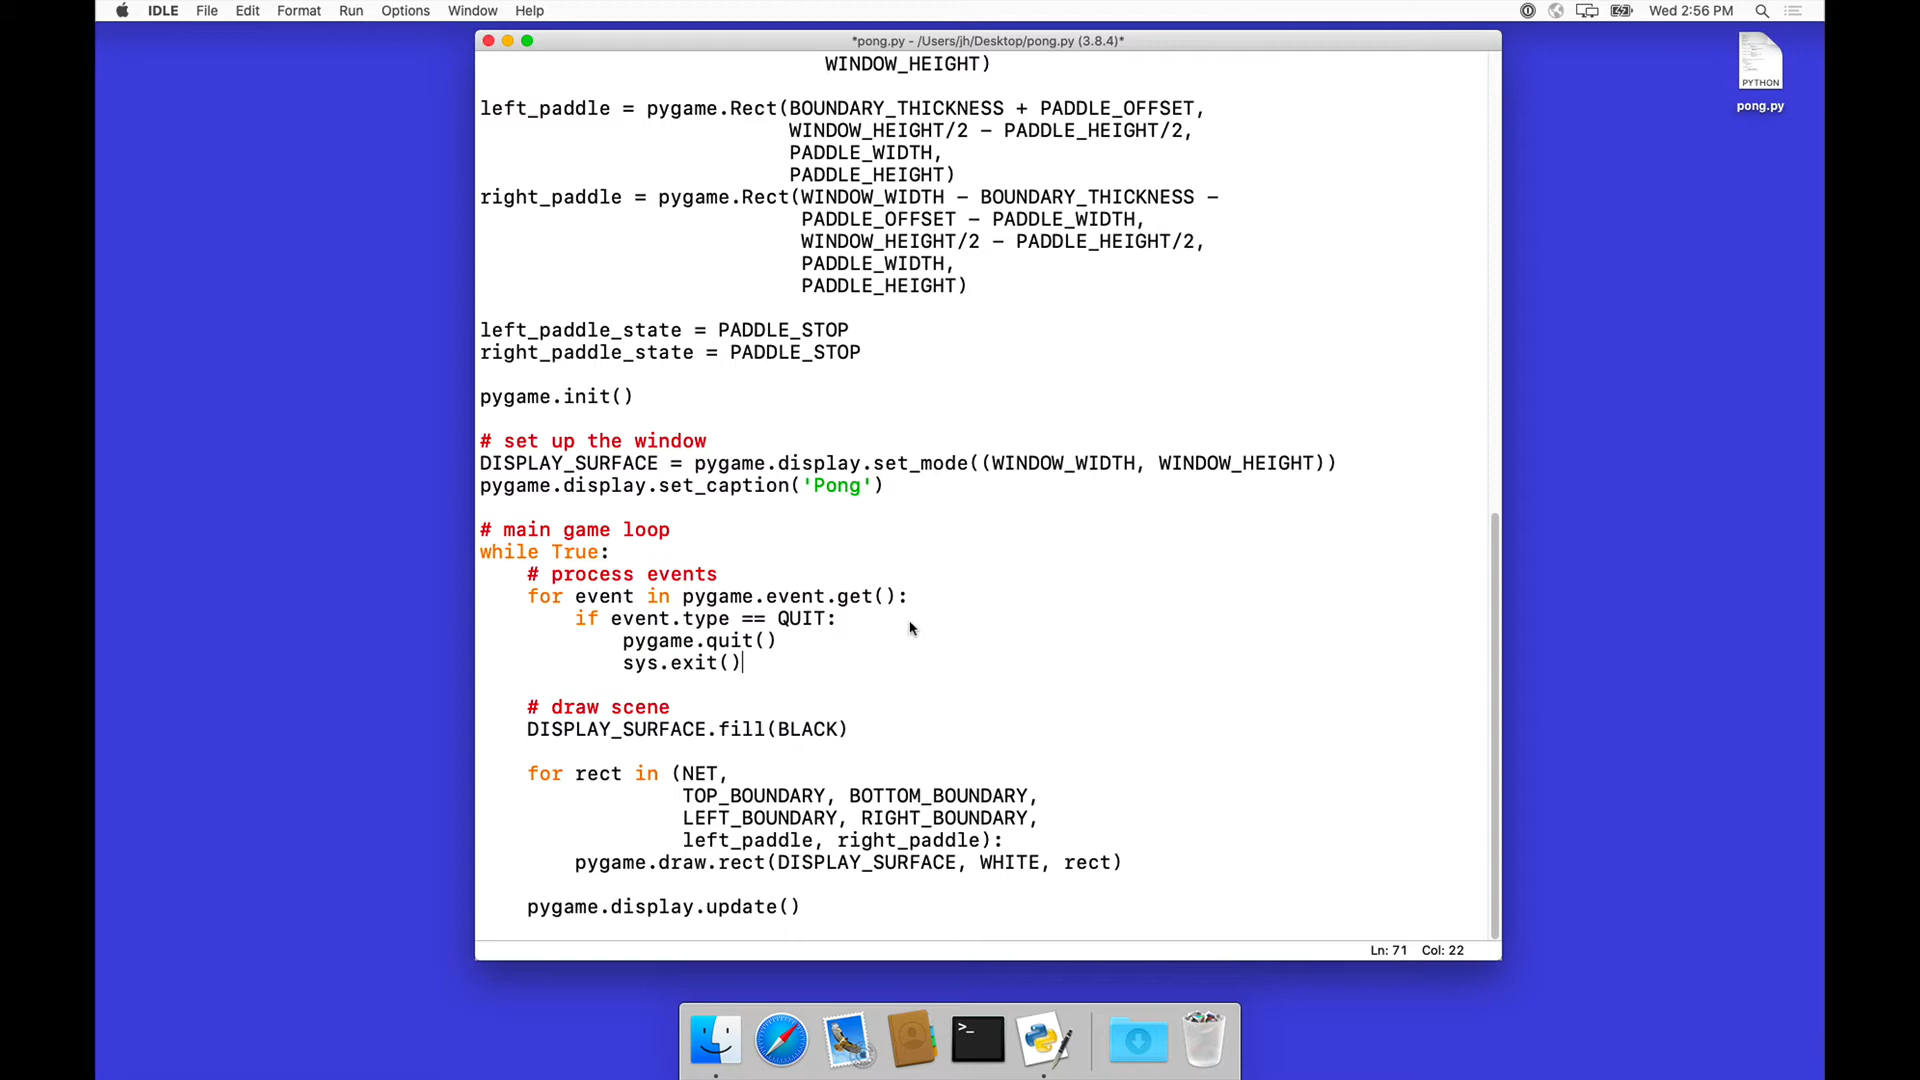 IDLE File Edit Format Run Options Window Help Wed 2:56 PM
*pong.py - /Users/jh/Desktop/pong.py (3.8.4)*
PYTHON
pong.py
WINDOW_HEIGHT)
left_paddle = pygame.Rect(BOUNDARY_THICKNESS + PADDLE_OFFSET,
WINDOW_HEIGHT/2 - PADDLE_HEIGHT/2,
PADDLE_WIDTH,
PADDLE_HEIGHT)
right_paddle = pygame.Rect(WINDOW_WIDTH - BOUNDARY_THICKNESS -
PADDLE_OFFSET - PADDLE_WIDTH,
WINDOW_HEIGHT/2 - PADDLE_HEIGHT/2,
PADDLE_WIDTH,
PADDLE_HEIGHT)
left_paddle_state = PADDLE_STOP
right_paddle_state = PADDLE_STOP
pygame.init()
# set up the window
DISPLAY_SURFACE = pygame.display.set_mode((WINDOW_WIDTH, WINDOW_HEIGHT))
pygame.display.set_caption('Pong')
# main game loop
while True:
# process events
for event in pygame.event.get():
if event.type == QUIT:
pygame.quit()
sys.exit()
# draw scene
DISPLAY_SURFACE.fill(BLACK)
for rect in (NET,
TOP_BOUNDARY, BOTTOM_BOUNDARY,
LEFT_BOUNDARY, RIGHT_BOUNDARY,
left_paddle, right_paddle):
pygame.draw.rect(DISPLAY_SURFACE, WHITE, rect)
pygame.display.update()
Ln: 71 Col: 22
>_